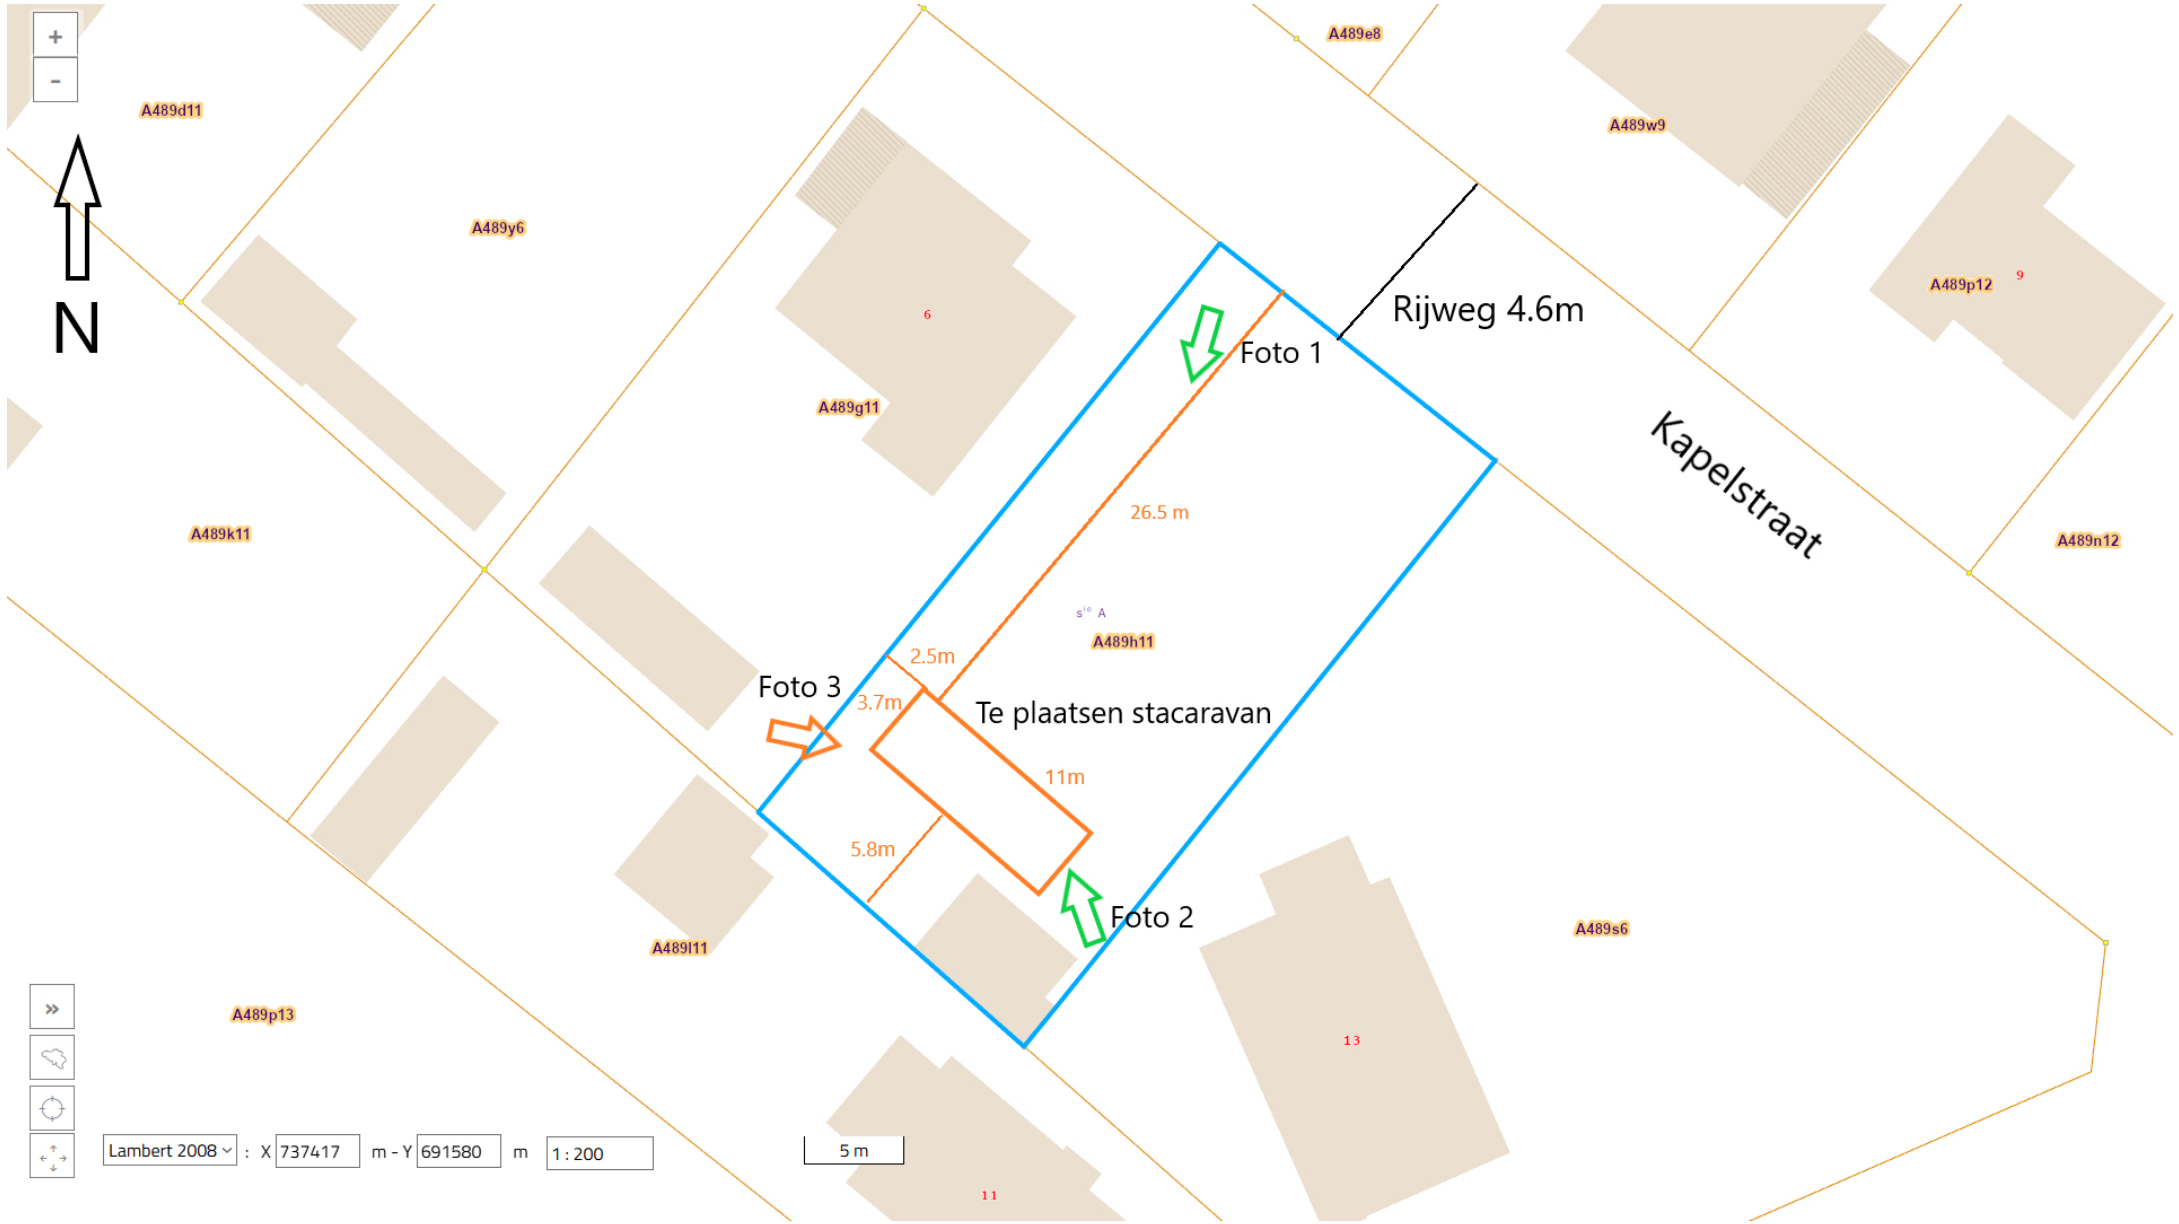 +
A489e8
-
A489d11
A489w9
A489y6
9
A489p12
N
6
Rijweg 4.6m
Foto 1
A489g11
Kapelstraat
26.5 m
A489k11
A489n12
sie A
A489h11
2.5m
Foto 3
3.7m
Te plaatsen stacaravan
11m
5.8m
Foto 2
A489s6
A489l11
»
A489p13
13
Lambert 2008 : X 737417 m - Y 691580 m 1 : 200
5 m
11